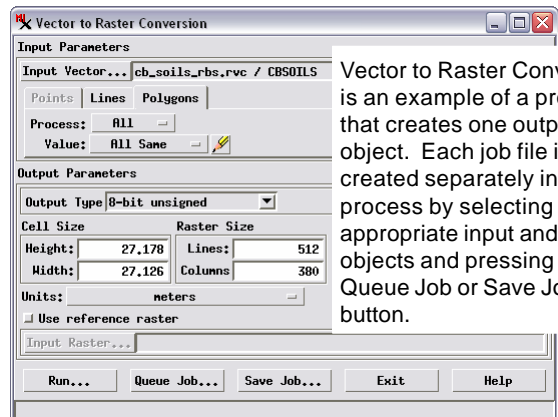 Vector to Raster Conversion
Input Parameters
Input Vector... cb_soils_rbs.rvc / CBSOILS
Points Lines Polygons
Process: All
Value: All Same
Output Parameters
Output Type 8-bit unsigned
Cell Size Raster Size
Height: 27.178 Lines: 512
Width: 27.126 Columns 380
Units: meters
Use reference raster
Input Raster...
Run... Queue Job... Save Job... Exit Help
Vector to Raster Conv
is an example of a pr
that creates one outp
object. Each job file i
created separately in
process by selecting
appropriate input and
objects and pressing
Queue Job or Save Jo
button.